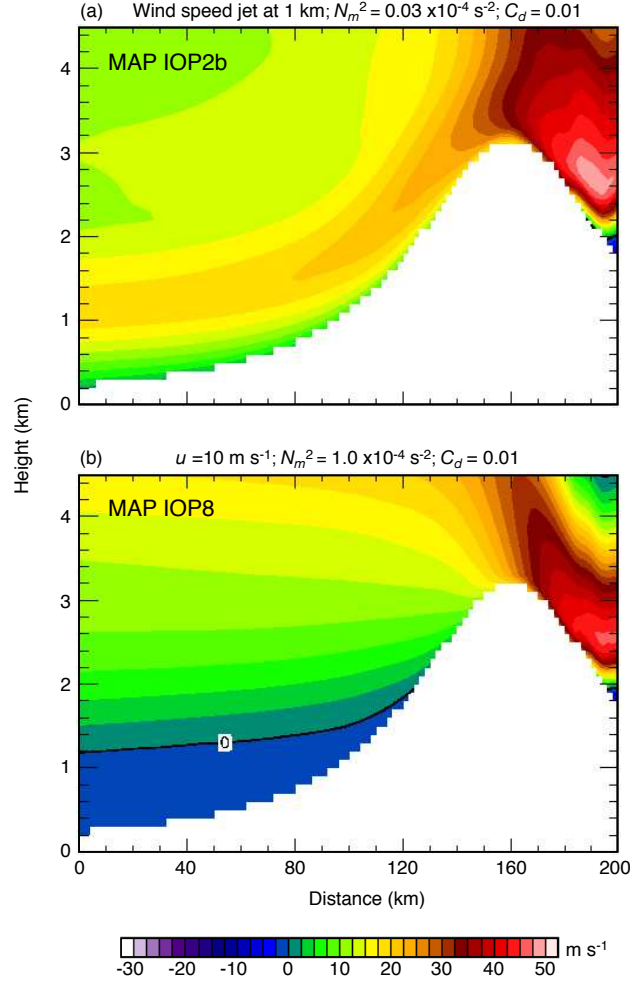 (a) Wind speed jet at 1 km; Nm² = 0.03 x10⁻⁴ s⁻²; Cd = 0.01
MAP IOP2b
4
3
2
1
0
Height (km)
(b) u =10 m s⁻¹; Nm² = 1.0 x10⁻⁴ s⁻²; Cd = 0.01
MAP IOP8
4
3
2
1
0
0
0 40 80 120 160 200
Distance (km)
-30 -20 -10 0 10 20 30 40 50 m s⁻¹